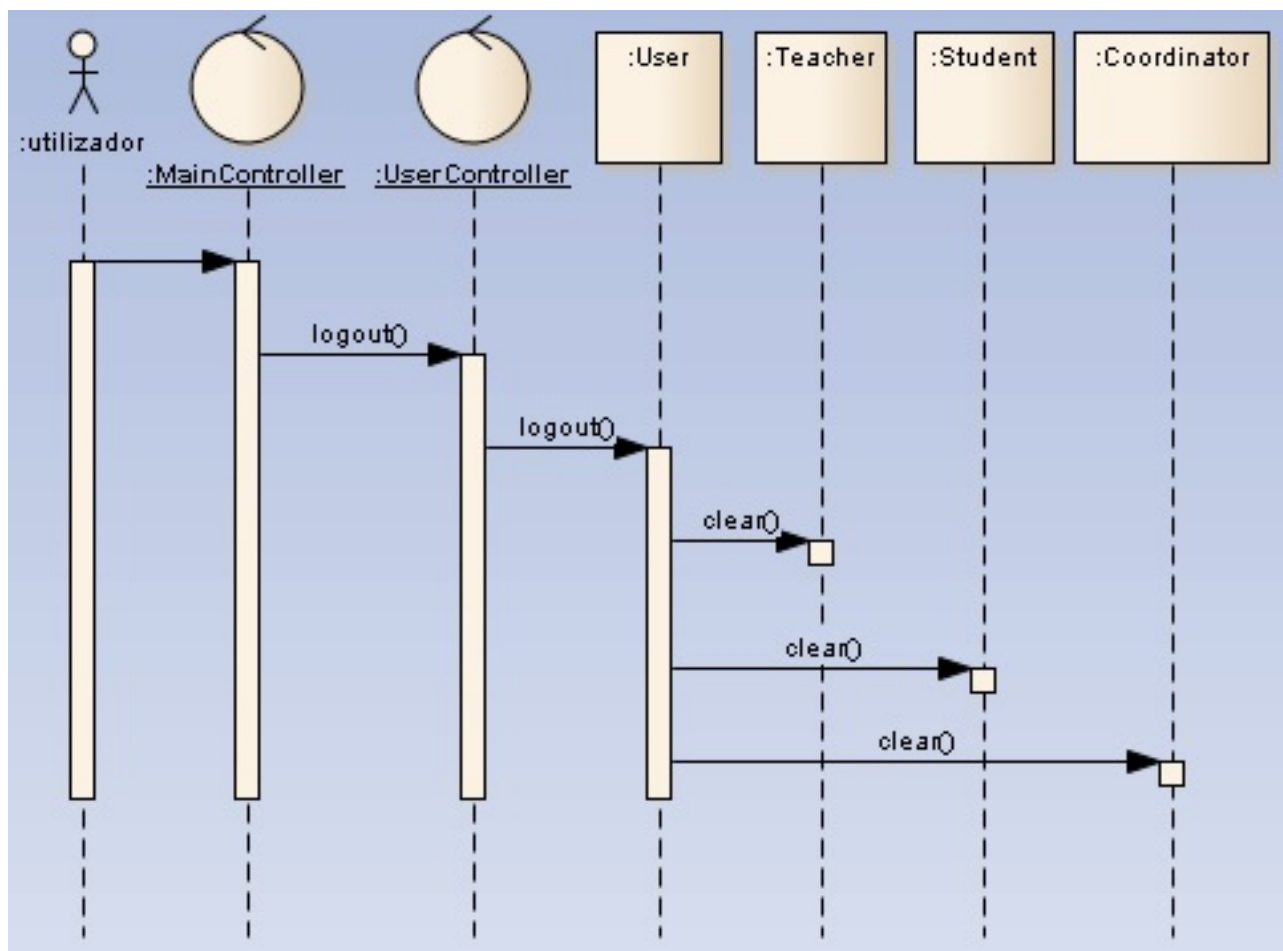 :utilizador
:MainController
:UserController
:User
:Teacher
:Student
:Coordinator
logout()
logout()
clear()
clear()
clear()